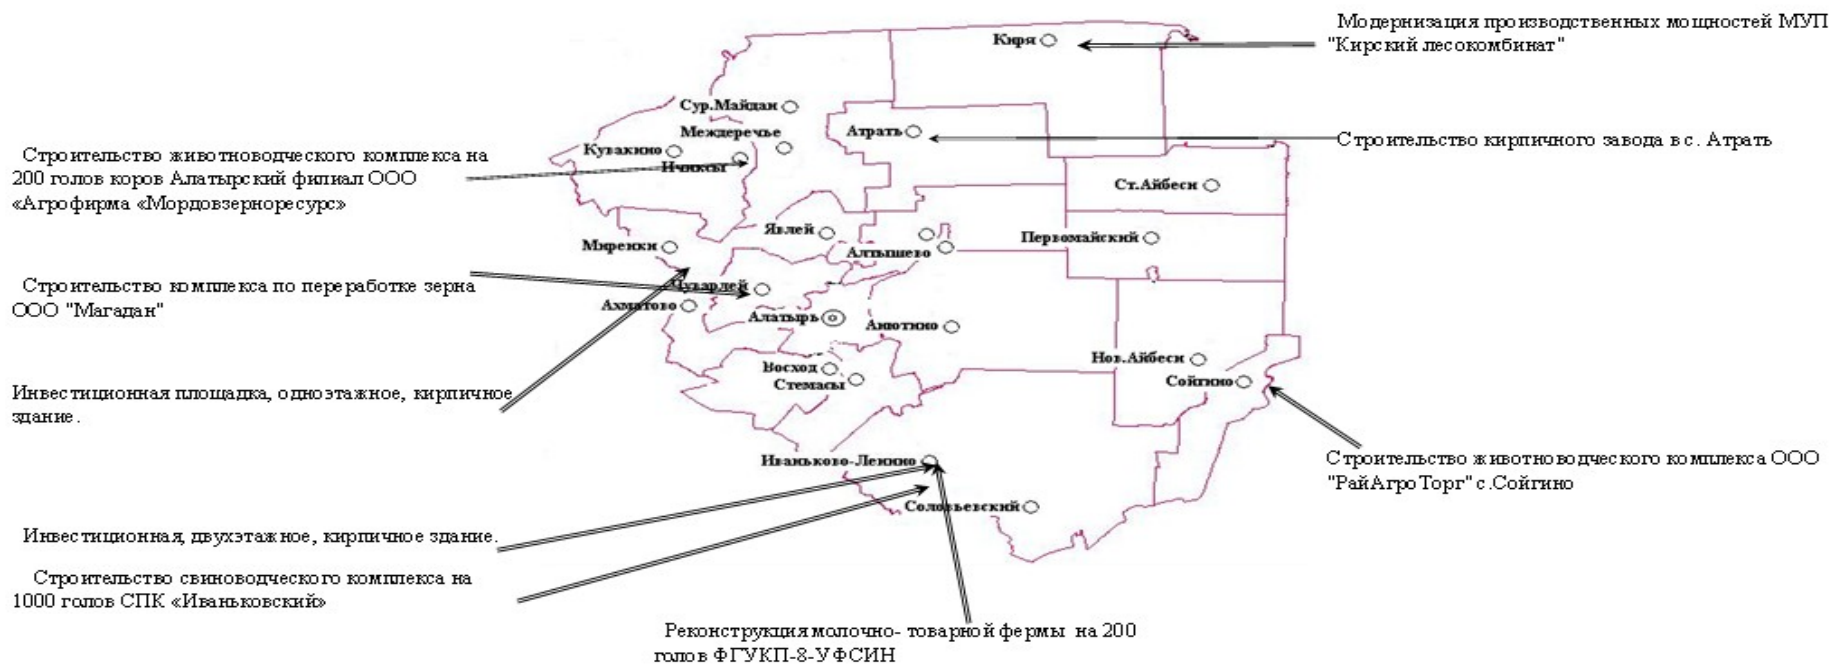 Модернизация производственных мощностей МУП
"Кирский лесокомбинат"
Киря
Сур.Майдан
Междеречье
Атрать
Строительство кирпичного завода в с. Атрать
Кувакино
Ичиксы
Строительство животноводческого комплекса на
200 голов коров Алатырский филиал ООО
«Агрофирма «Мордовзерноресурс»
Ст.Айбеси
Явлей
Миренки
Алтышево
Первомайский
Строительство комплекса по переработке зерна
ООО "Магадан"
Чуварлей
Ахматово
Алатырь
Анютино
Восход
Стемасы
Нов.Айбеси
Сойгино
Инвестиционная площадка, одноэтажное, кирпичное
здание.
Строительство животноводческого комплекса ООО
"РайАгроТорг" с.Сойгино
Иваньково-Ленино
Соловьевский
Инвестиционная, двухэтажное, кирпичное здание.
Строительство свиноводческого комплекса на
1000 голов СПК «Иваньковский»
Реконструкция молочно- товарной фермы на 200
голов ФГУКП-8-УФСИН